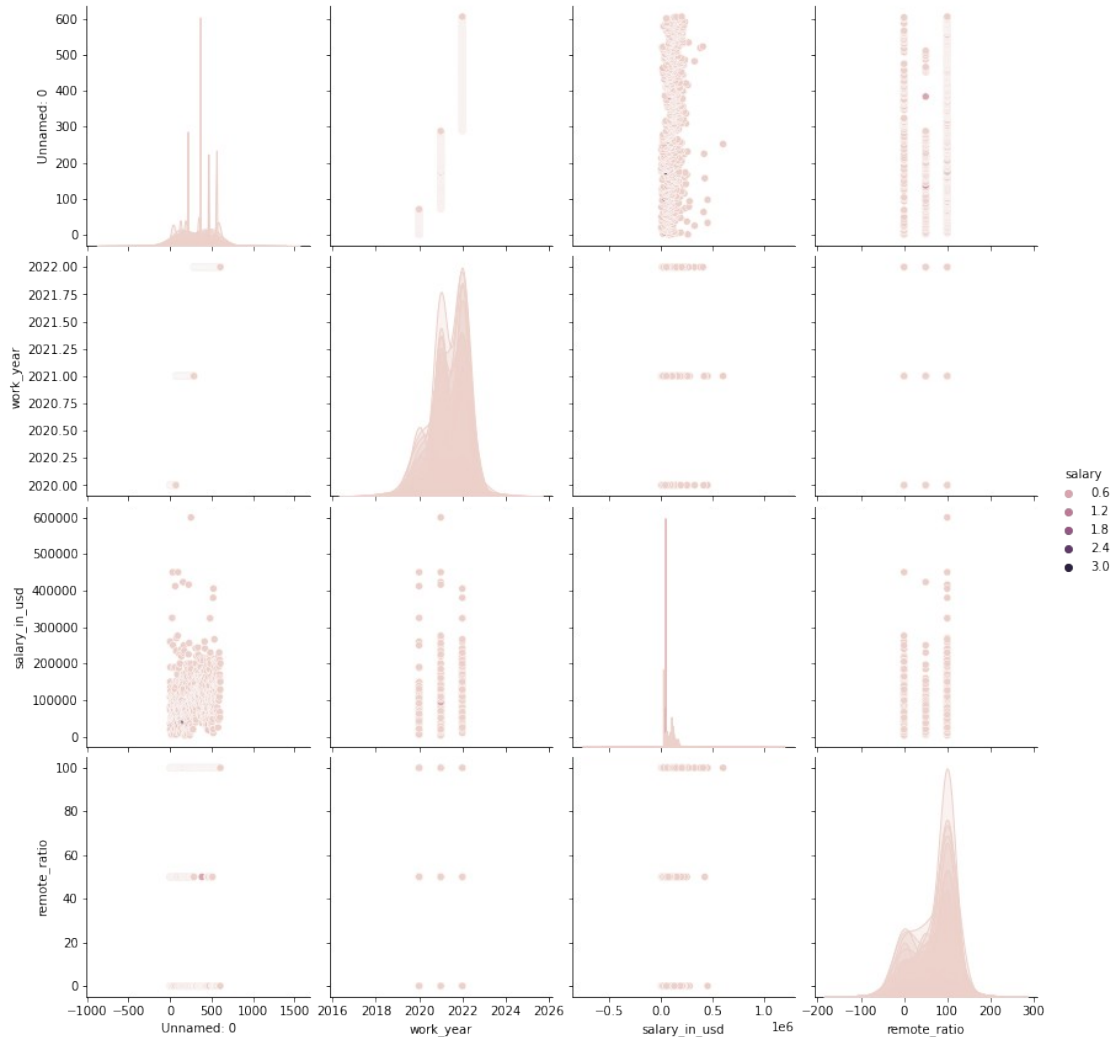 600
500
400
300
200
100
0
Unnamed: 0
2022.00
2021.75
2021.50
2021.25
2021.00
2020.75
2020.50
2020.25
2020.00
work_year
salary
0.6
1.2
1.8
2.4
3.0
600000
500000
400000
300000
200000
100000
0
salary_in_usd
100
80
60
40
20
0
remote_ratio
−1000 −500 0 500 1000 1500
Unnamed: 0
2016 2018 2020 2022 2024 2026
work_year
−0.5 0.0 0.5 1.0
1e6
salary_in_usd
−200 −100 0 100 200 300
remote_ratio